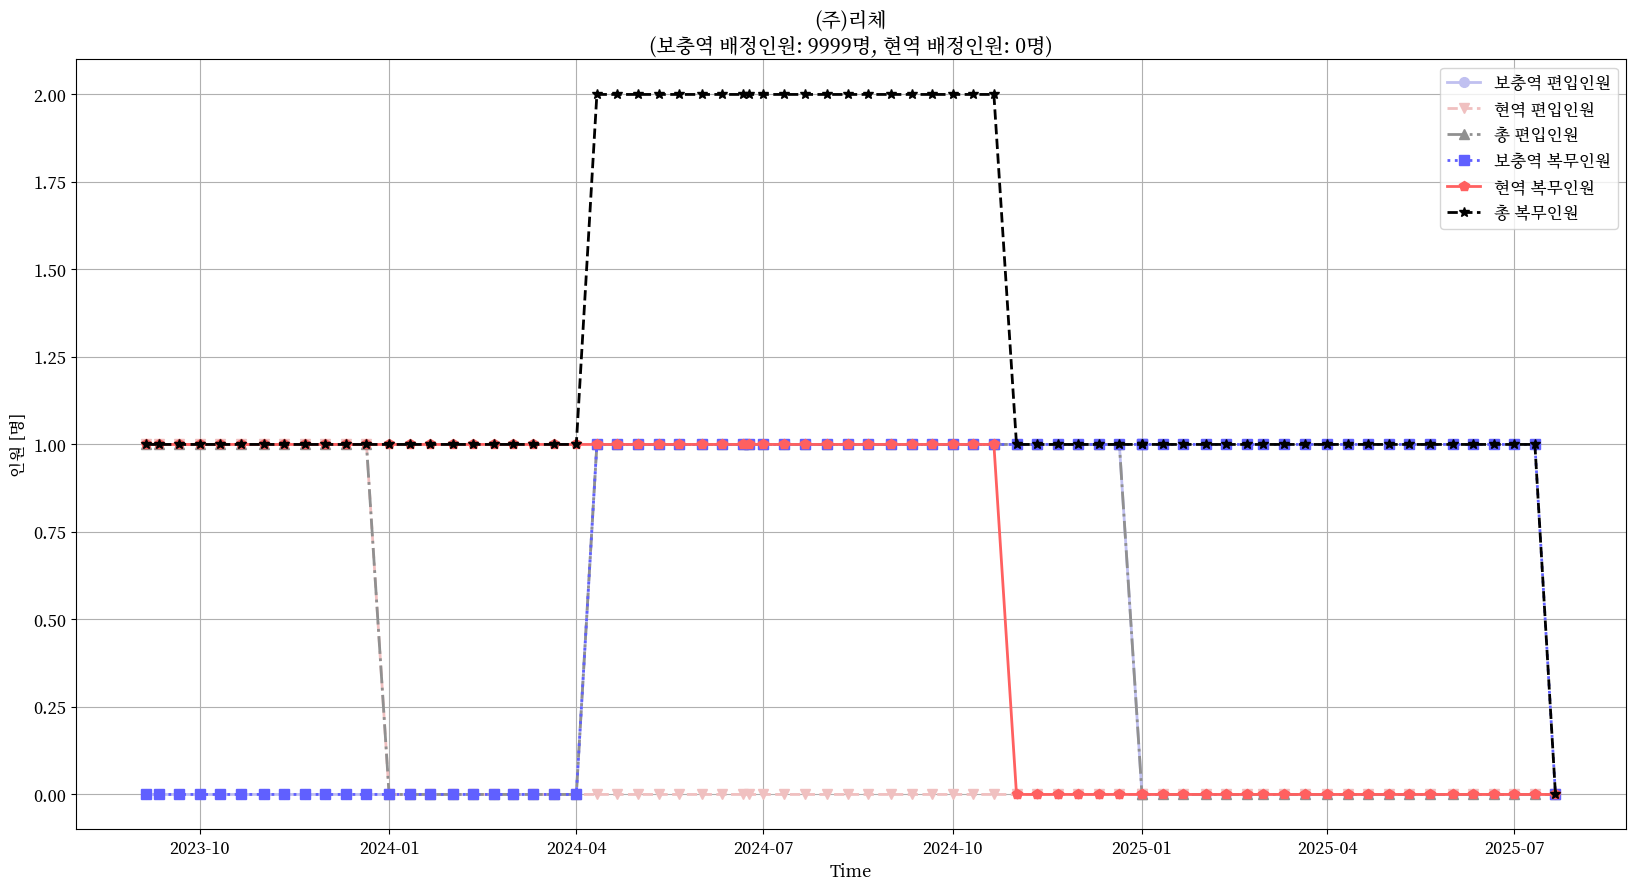 (주)리체
(보충역 배정인원: 9999명, 현역 배정인원: 0명)
보충역 편입인원
현역 편입인원
총 편입인원
보충역 복무인원
현역 복무인원
총 복무인원
2.00
1.75
1.50
1.25
1.00
0.75
0.50
0.25
0.00
인원 [명]
2023-10
2024-01
2024-04
2024-07
2024-10
2025-01
2025-04
2025-07
Time